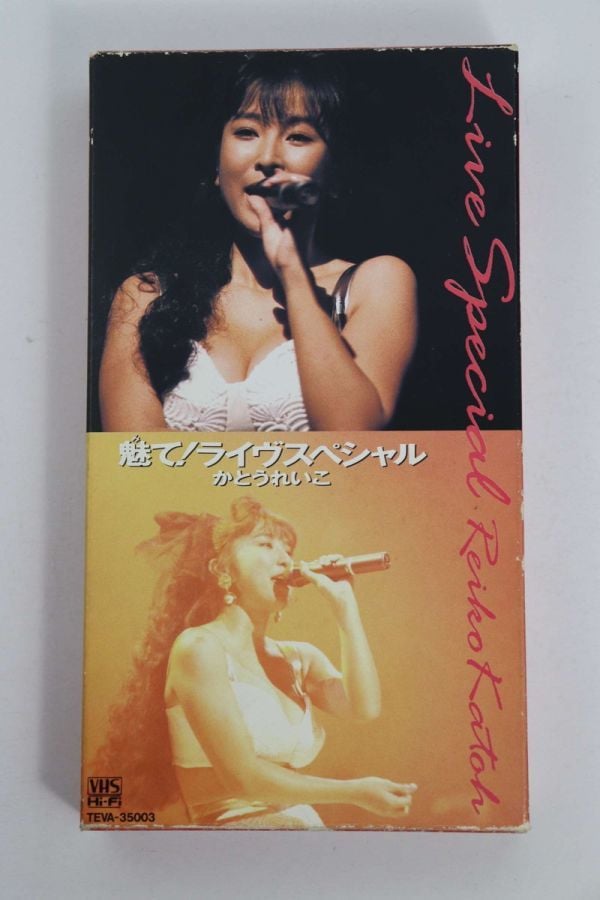 Live Special・Reiko Katoh
み
魅て!ライヴスペシャル
かとうれいこ
VHS
Hi-Fi
TEVA-35003